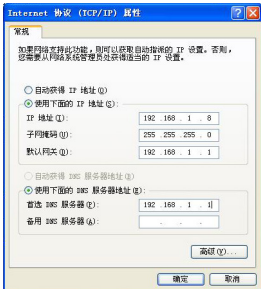 Internet 协议 (TCP/IP) 属性
常规
如果网络支持此功能，则可以获取自动指派的 IP 设置。否则，
您需要从网络系统管理员处获得适当的 IP 设置。
自动获得 IP 地址(O)
使用下面的 IP 地址(S):
IP 地址(I): 192 .168 . 1 . 8
子网掩码(U): 255 .255 .255 . 0
默认网关(D): 192 .168 . 1 . 1
自动获得 DNS 服务器地址(B)
使用下面的 DNS 服务器地址(E):
首选 DNS 服务器(P): 192 .168 . 1 . 1
备用 DNS 服务器(A): . . .
高级(V)...
确定 取消